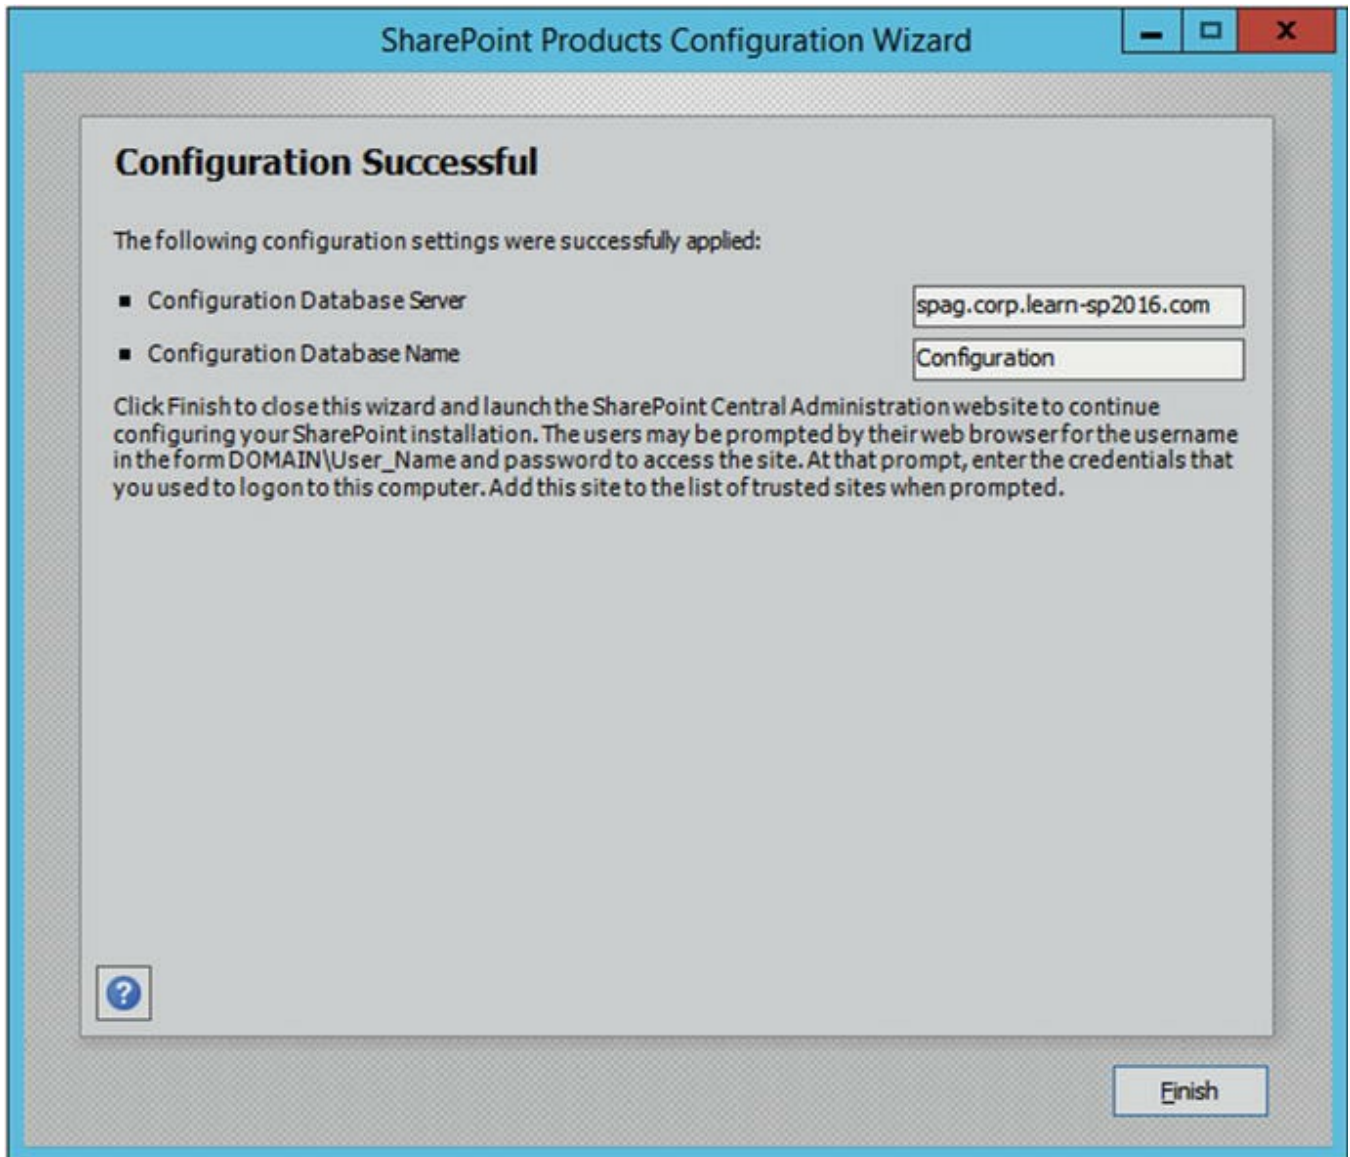 SharePoint Products Configuration Wizard
Configuration Successful
The following configuration settings were successfully applied:
Configuration Database Server
spag.corp.learn-sp2016.com
Configuration Database Name
Configuration
Click Finish to close this wizard and launch the SharePoint Central Administration website to continue
configuring your SharePoint installation. The users may be prompted by their web browser for the username
in the form DOMAIN\User_Name and password to access the site. At that prompt, enter the credentials that
you used to logon to this computer. Add this site to the list of trusted sites when prompted.
Finish